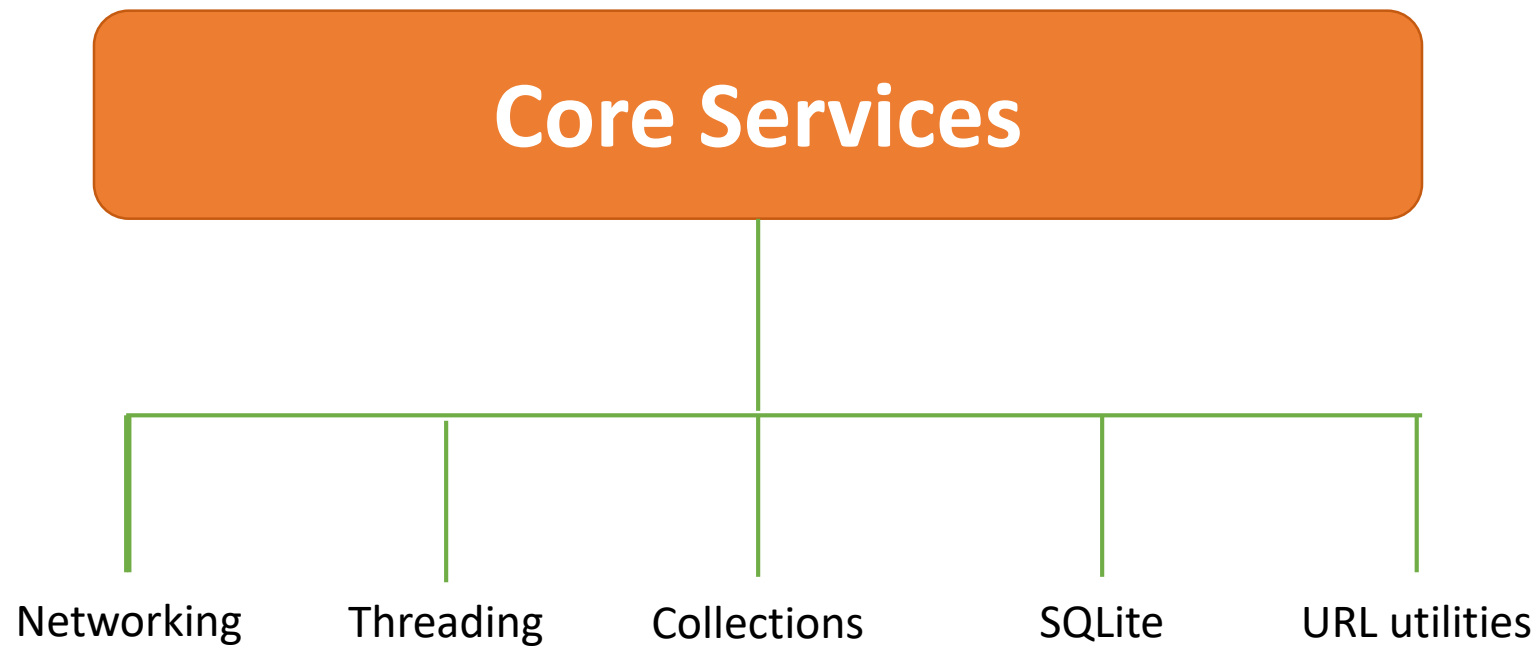 Core Services
Networking
Threading
Collections
SQLite
URL utilities